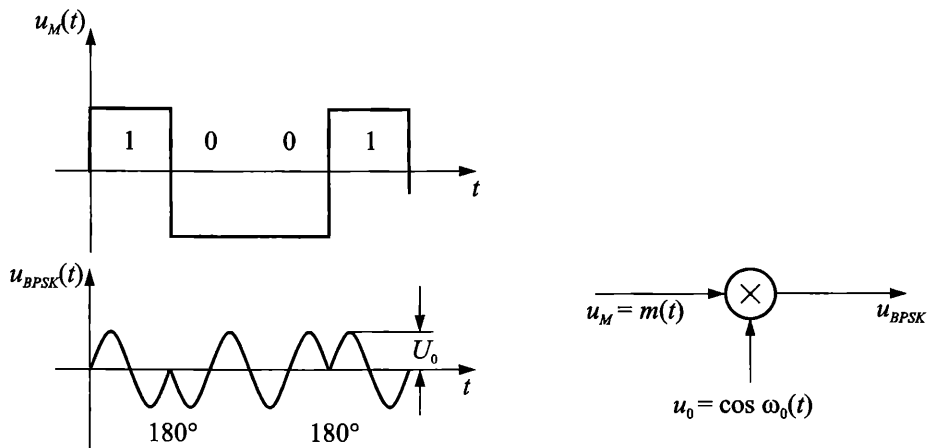 u_M(t)
1 0 0 1
t
u_BPSK(t)
U_0
t
180° 180°
u_M = m(t)
u_BPSK
u_0 = cos ω_0(t)